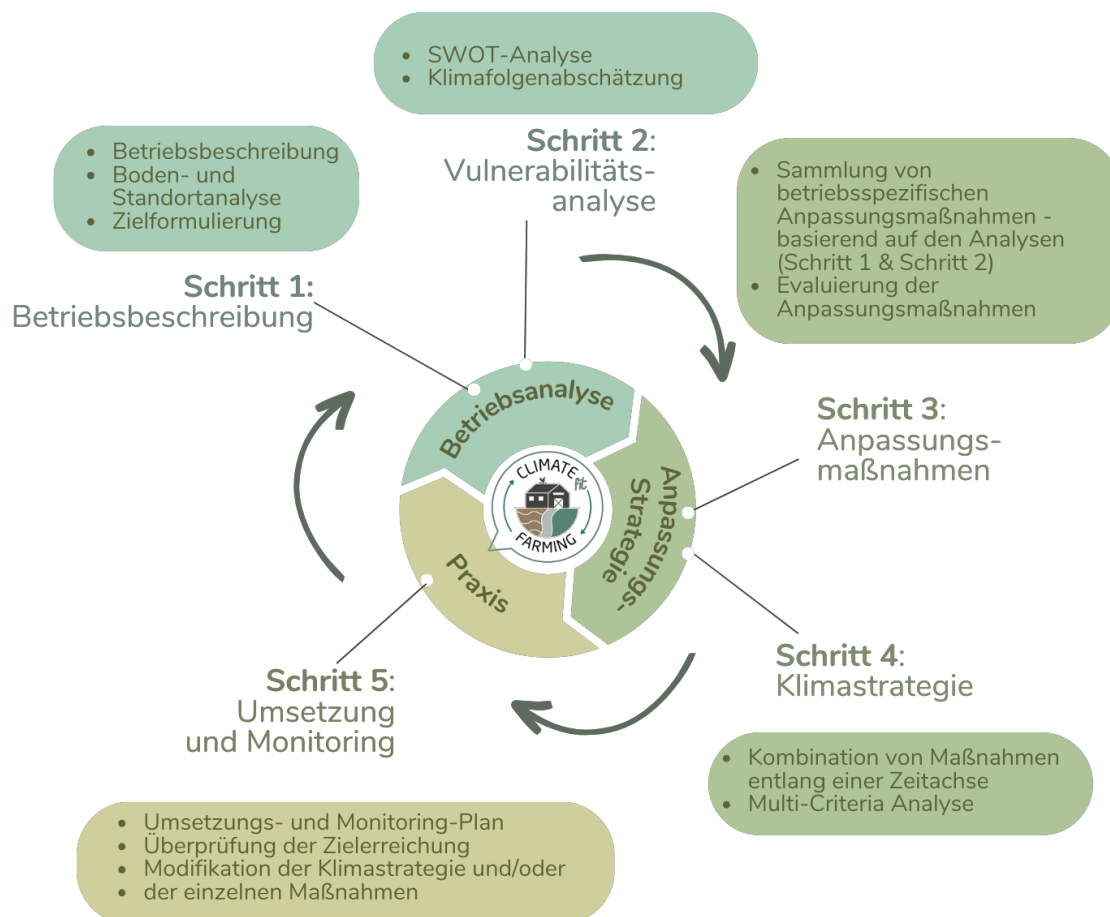 • SWOT-Analyse
• Klimafolgenabschätzung
Schritt 2:
Vulnerabilitäts-
analyse
• Betriebsbeschreibung
• Boden- und
Standortanalyse
• Zielformulierung
Schritt 1:
Betriebsbeschreibung
• Sammlung von
betriebsspezifischen
Anpassungsmaßnahmen -
basierend auf den Analysen
(Schritt 1 & Schritt 2)
• Evaluierung der
Anpassungsmaßnahmen
Schritt 3:
Anpassungs-
maßnahmen
Betriebsanalyse
Anpassungs-
Strategie
Praxis
CLIMATE
fit
FARMING
Schritt 4:
Klimastrategie
• Kombination von Maßnahmen
entlang einer Zeitachse
• Multi-Criteria Analyse
Schritt 5:
Umsetzung
und Monitoring
• Umsetzungs- und Monitoring-Plan
• Überprüfung der Zielerreichung
• Modifikation der Klimastrategie und/oder
• der einzelnen Maßnahmen